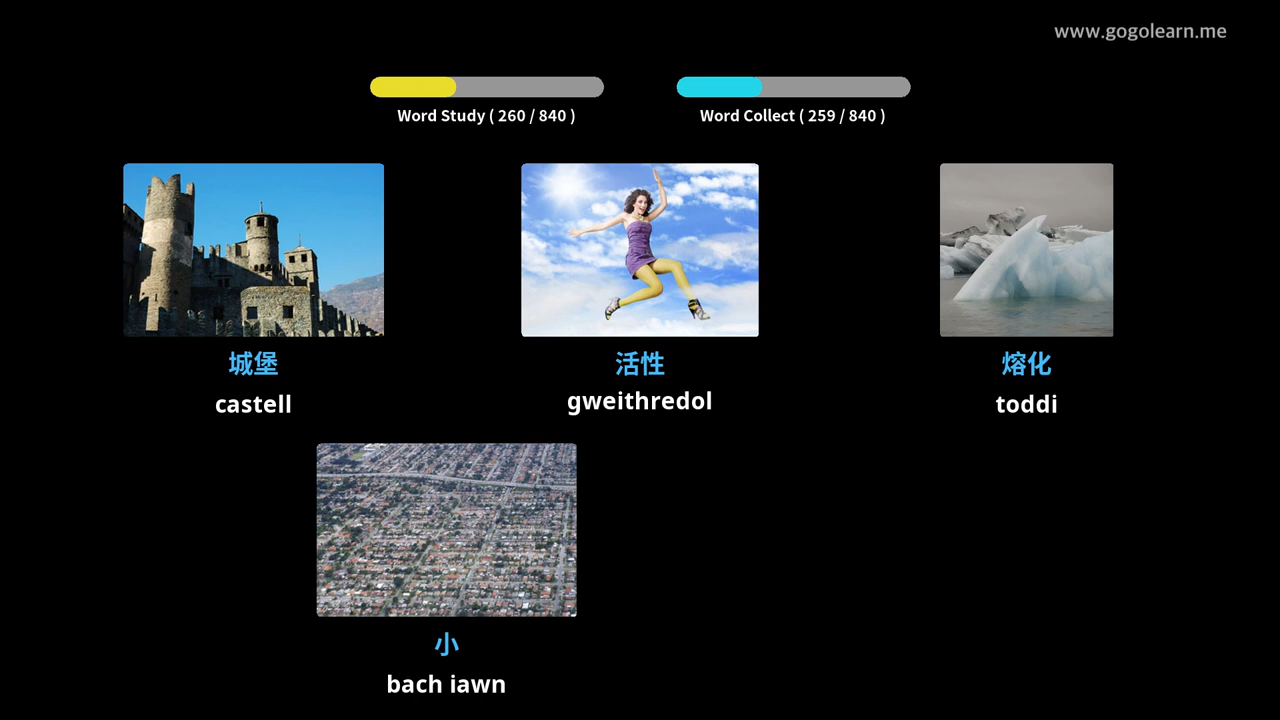 www.gogolearn.me
Word Study ( 260 / 840 )
Word Collect ( 259 / 840 )
城堡
castell
活性
gweithredol
熔化
toddi
小
bach iawn